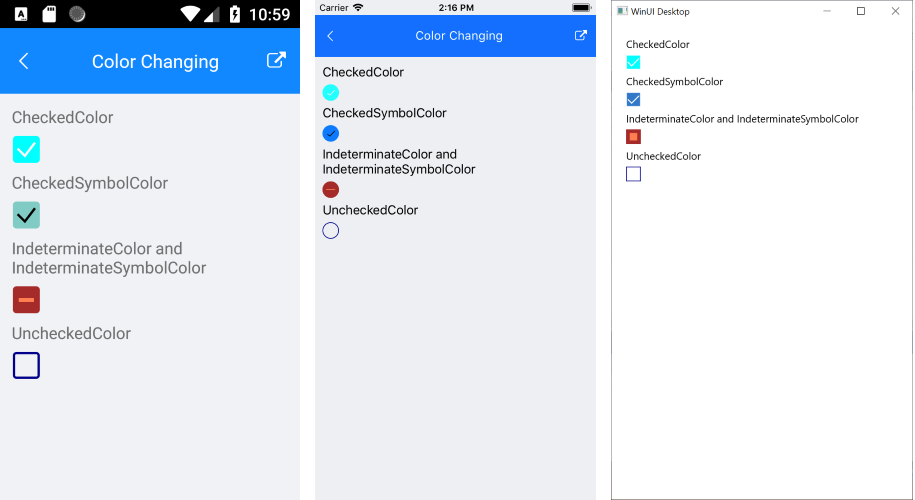 10:59
Color Changing
CheckedColor
CheckedSymbolColor
IndeterminateColor and
IndeterminateSymbolColor
UncheckedColor
Carrier
2:16 PM
Color Changing
CheckedColor
CheckedSymbolColor
IndeterminateColor and
IndeterminateSymbolColor
UncheckedColor
WinUI Desktop
CheckedColor
CheckedSymbolColor
IndeterminateColor and IndeterminateSymbolColor
UncheckedColor